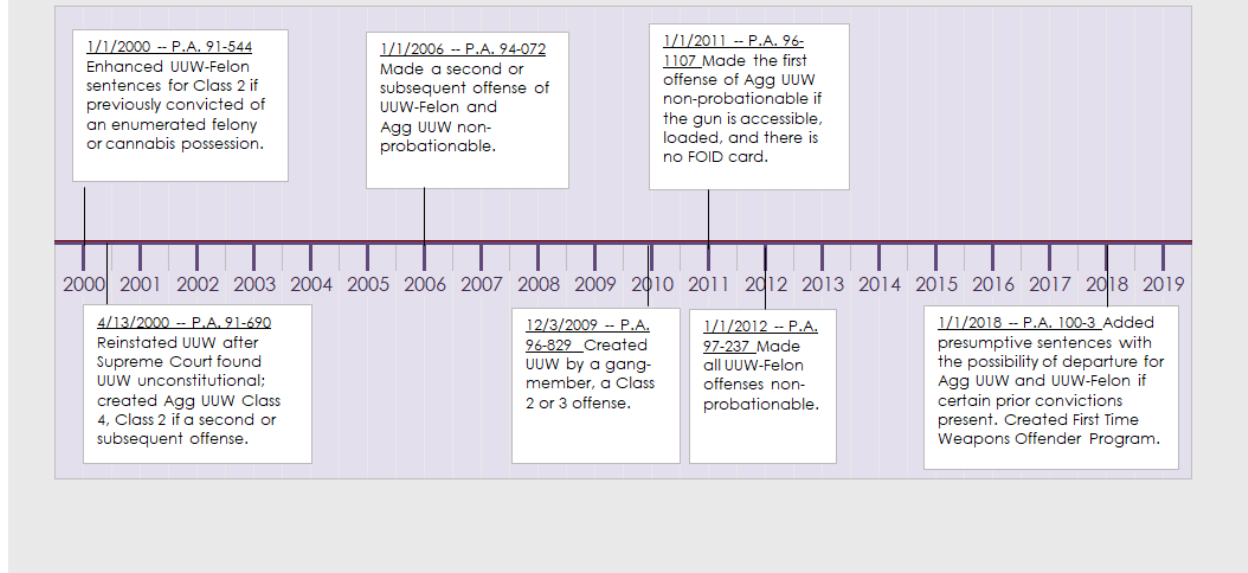 1/1/2000 -- P.A. 91-544
Enhanced UUW-Felon
sentences for Class 2 if
previously convicted of
an enumerated felony
or cannabis possession.
1/1/2006 -- P.A. 94-072
Made a second or
subsequent offense of
UUW-Felon and
Agg UUW non-
probationable.
1/1/2011 -- P.A. 96-
1107 Made the first
offense of Agg UUW
non-probationable if
the gun is accessible,
loaded, and there is
no FOID card.
2000 2001 2002 2003 2004 2005 2006 2007 2008 2009 2010 2011 2012 2013 2014 2015 2016 2017 2018 2019
4/13/2000 -- P.A. 91-690
Reinstated UUW after
Supreme Court found
UUW unconstitutional;
created Agg UUW Class
4, Class 2 if a second or
subsequent offense.
12/3/2009 -- P.A.
96-829 Created
UUW by a gang-
member, a Class
2 or 3 offense.
1/1/2012 -- P.A.
97-237 Made
all UUW-Felon
offenses non-
probationable.
1/1/2018 -- P.A. 100-3 Added
presumptive sentences with
the possibility of departure for
Agg UUW and UUW-Felon if
certain prior convictions
present. Created First Time
Weapons Offender Program.